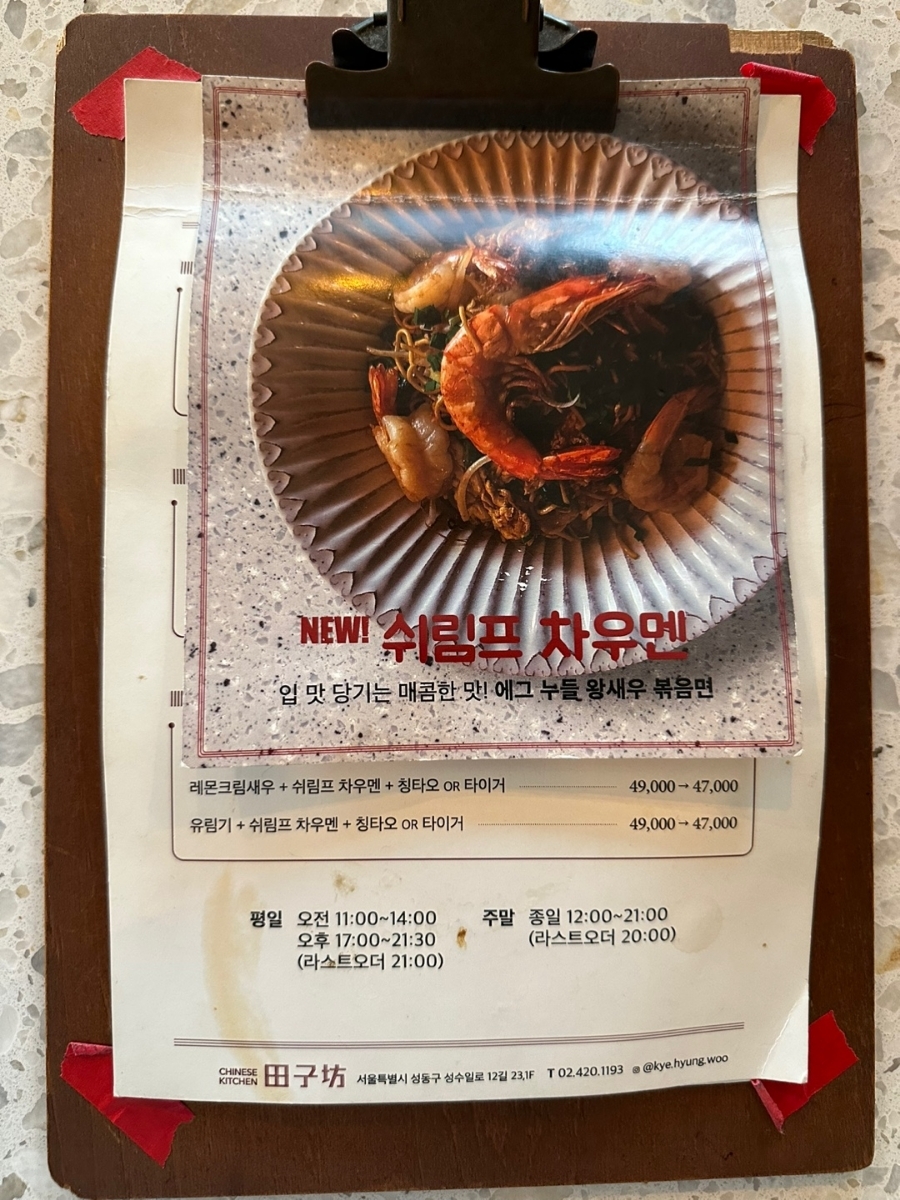 NEW! 쉬림프 차우멘
입 맛 당기는 매콤한 맛! 에그 누들 왕새우 볶음면
레몬크림새우 + 쉬림프 차우멘 + 칭타오 OR 타이거 49,000 → 47,000
유림기 + 쉬림프 차우멘 + 칭타오 OR 타이거 49,000 → 47,000
평일 오전 11:00~14:00
오후 17:00~21:30
(라스트오더 21:00)
주말 종일 12:00~21:00
(라스트오더 20:00)
CHINESE
KITCHEN
田子坊 서울특별시 성동구 성수일로 12길 23,1F T 02.420.1193 @kye.hyung.woo